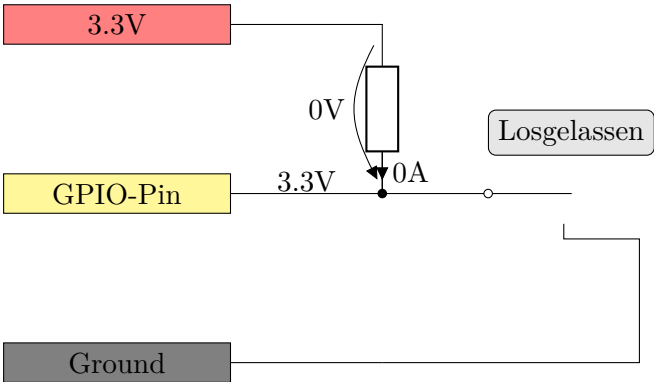 3.3V
0V
Losgelassen
0A
3.3V
GPIO-Pin
Ground